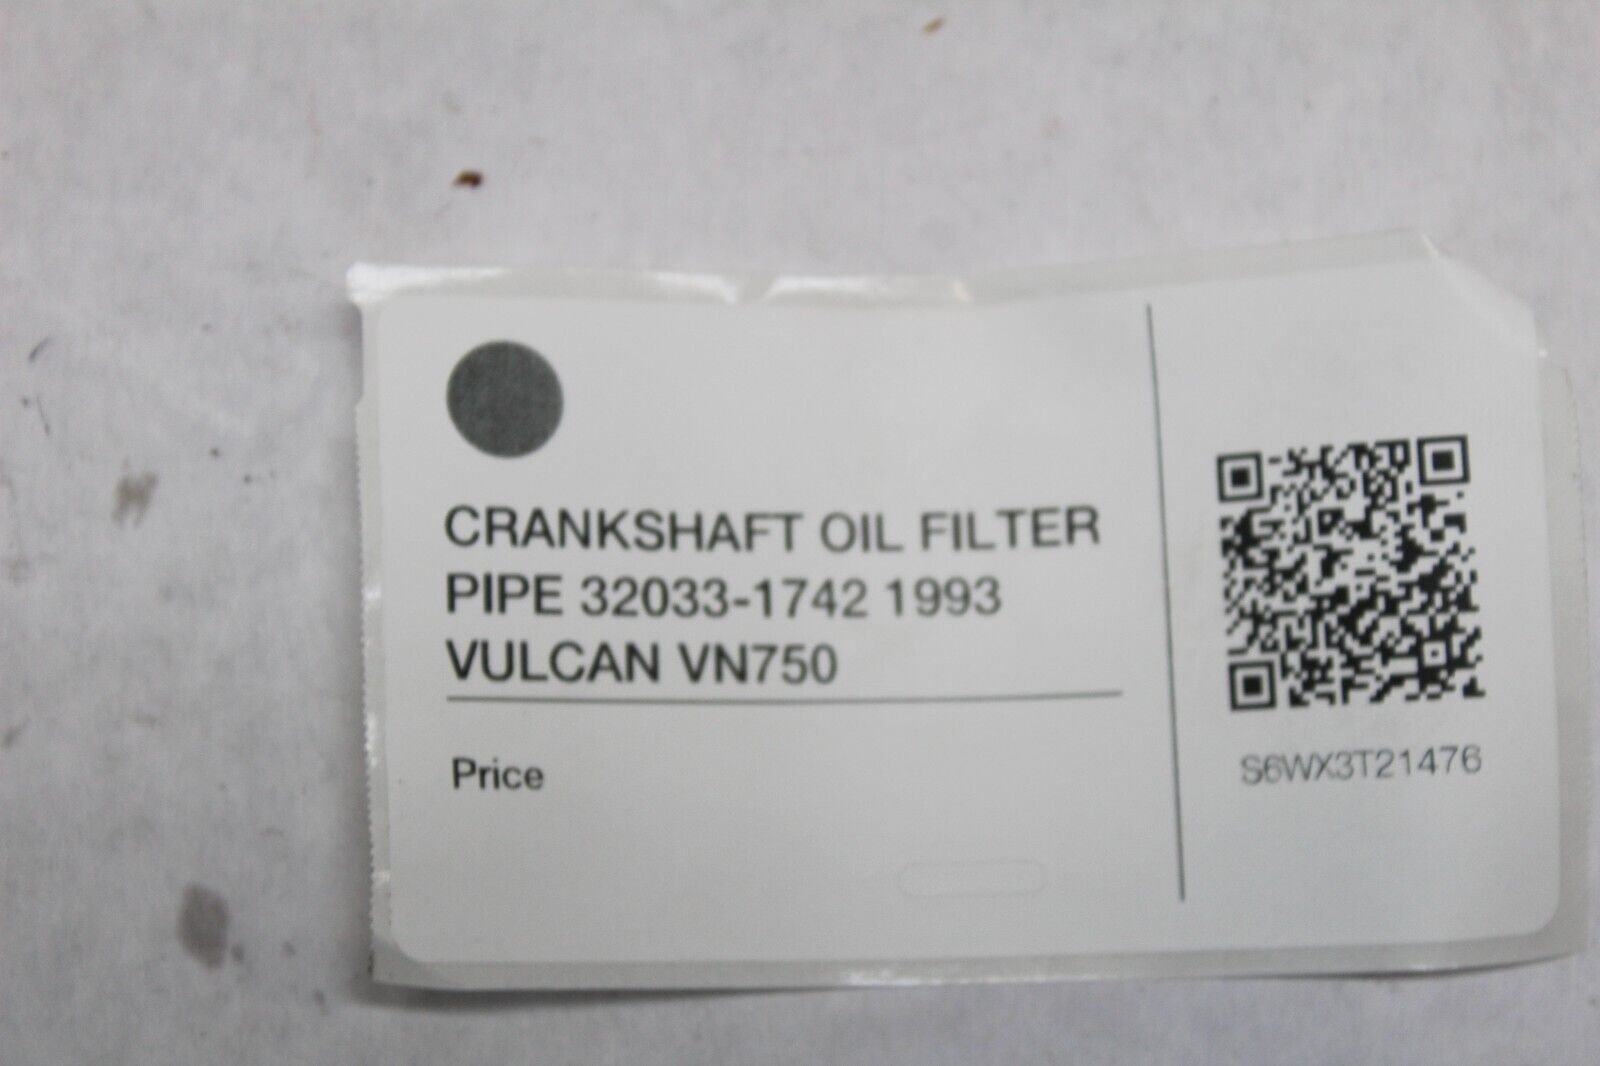 CRANKSHAFT OIL FILTER
PIPE 32033-1742 1993
VULCAN VN750
Price
S6WX3T21476